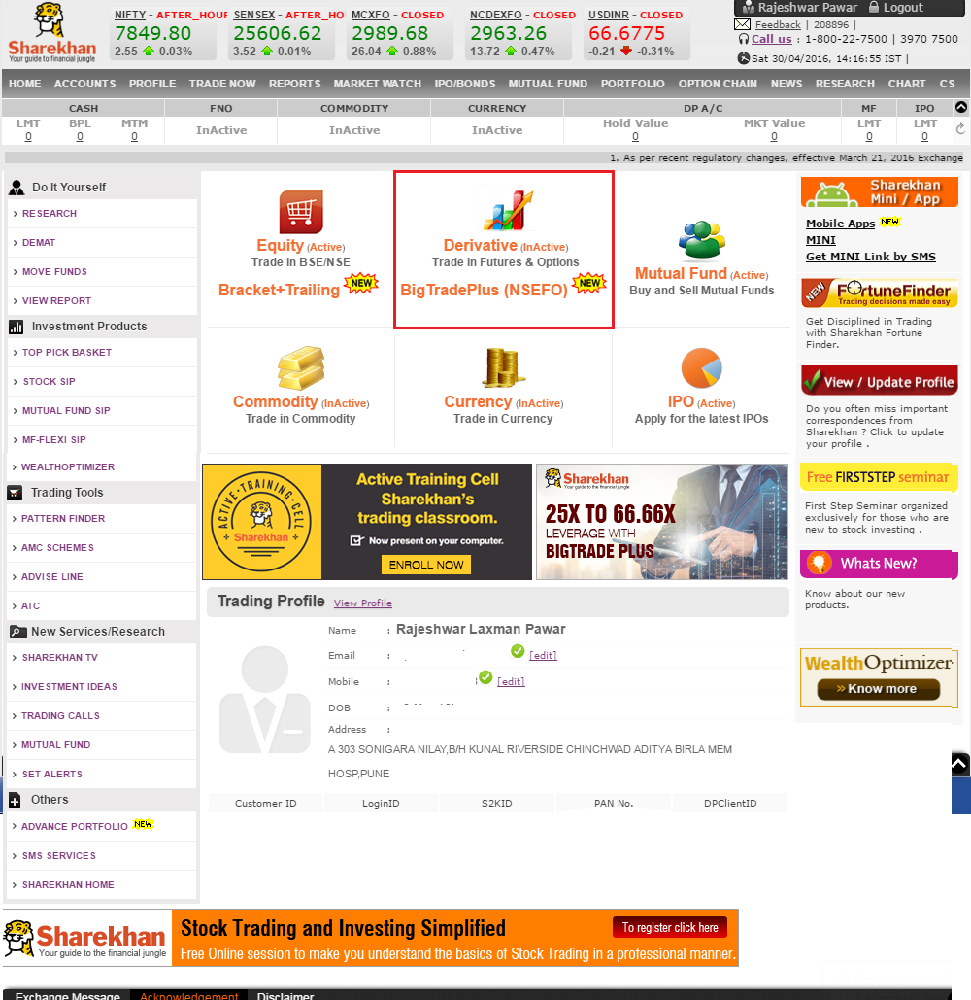 Sharekhan
Your guide to financial jungle
NIFTY - AFTER_HOUR
7849.80
2.55 0.03%
SENSEX - AFTER_HO
25606.62
3.52 0.01%
MCXFO - CLOSED
2989.68
26.04 0.88%
NCDEXFO - CLOSED
2963.26
13.72 0.47%
USDINR - CLOSED
66.6775
-0.21 -0.31%
Rajeshwar Pawar Logout
Feedback | 208896 |
Call us : 1-800-22-7500 | 3970 7500
Sat 30/04/2016, 14:16:55 IST |
HOME ACCOUNTS PROFILE TRADE NOW REPORTS MARKET WATCH IPO/BONDS MUTUAL FUND PORTFOLIO OPTION CHAIN NEWS RESEARCH CHART CS
CASH FNO COMMODITY CURRENCY DP A/C MF IPO
LMT BPL MTM InActive InActive InActive Hold Value MKT Value LMT LMT
0 0 0 0 0 0 0
1. As per recent regulatory changes, effective March 21, 2016 Exchange
Do It Yourself
RESEARCH
DEMAT
MOVE FUNDS
VIEW REPORT
Investment Products
TOP PICK BASKET
STOCK SIP
MUTUAL FUND SIP
MF-FLEXI SIP
WEALTHOPTIMIZER
Trading Tools
PATTERN FINDER
AMC SCHEMES
ADVISE LINE
ATC
New Services/Research
SHAREKHAN TV
INVESTMENT IDEAS
TRADING CALLS
MUTUAL FUND
SET ALERTS
Others
ADVANCE PORTFOLIO NEW
SMS SERVICES
SHAREKHAN HOME
Equity (Active)
Trade in BSE/NSE
Bracket+Trailing NEW
Derivative (InActive)
Trade in Futures & Options
BigTradePlus (NSEFO) NEW
Mutual Fund (Active)
Buy and Sell Mutual Funds
Commodity (InActive)
Trade in Commodity
Currency (InActive)
Trade in Currency
IPO (Active)
Apply for the latest IPOs
ACTIVE-TRAINING-CELL
Sharekhan
Active Training Cell
Sharekhan's
trading classroom.
Now present on your computer.
ENROLL NOW
Sharekhan
Your guide to the financial jungle
25X TO 66.66X
LEVERAGE WITH
BIGTRADE PLUS
Trading Profile View Profile
Name : Rajeshwar Laxman Pawar
Email : [edit]
Mobile : [edit]
DOB :
Address :
A 303 SONIGARA NILAY,B/H KUNAL RIVERSIDE CHINCHWAD ADITYA BIRLA MEM
HOSP,PUNE
Customer ID LoginID S2KID PAN No. DPClientID
Sharekhan
Mini / App
Mobile Apps NEW
MINI
Get MINI Link by SMS
NEW FortuneFinder
Trading decisions made easy
Get Disciplined in Trading
with Sharekhan Fortune
Finder.
View / Update Profile
Do you often miss important
correspondences from
Sharekhan ? Click to update
your profile .
Free FIRSTSTEP seminar
First Step Seminar organized
exclusively for those who are
new to stock investing .
Whats New?
Know about our new
products.
WealthOptimizer
Know more
Sharekhan
Your guide to the financial jungle
Stock Trading and Investing Simplified
To register click here
Free Online session to make you understand the basics of Stock Trading in a professional manner.
Exchange Message Acknowledgement Disclaimer